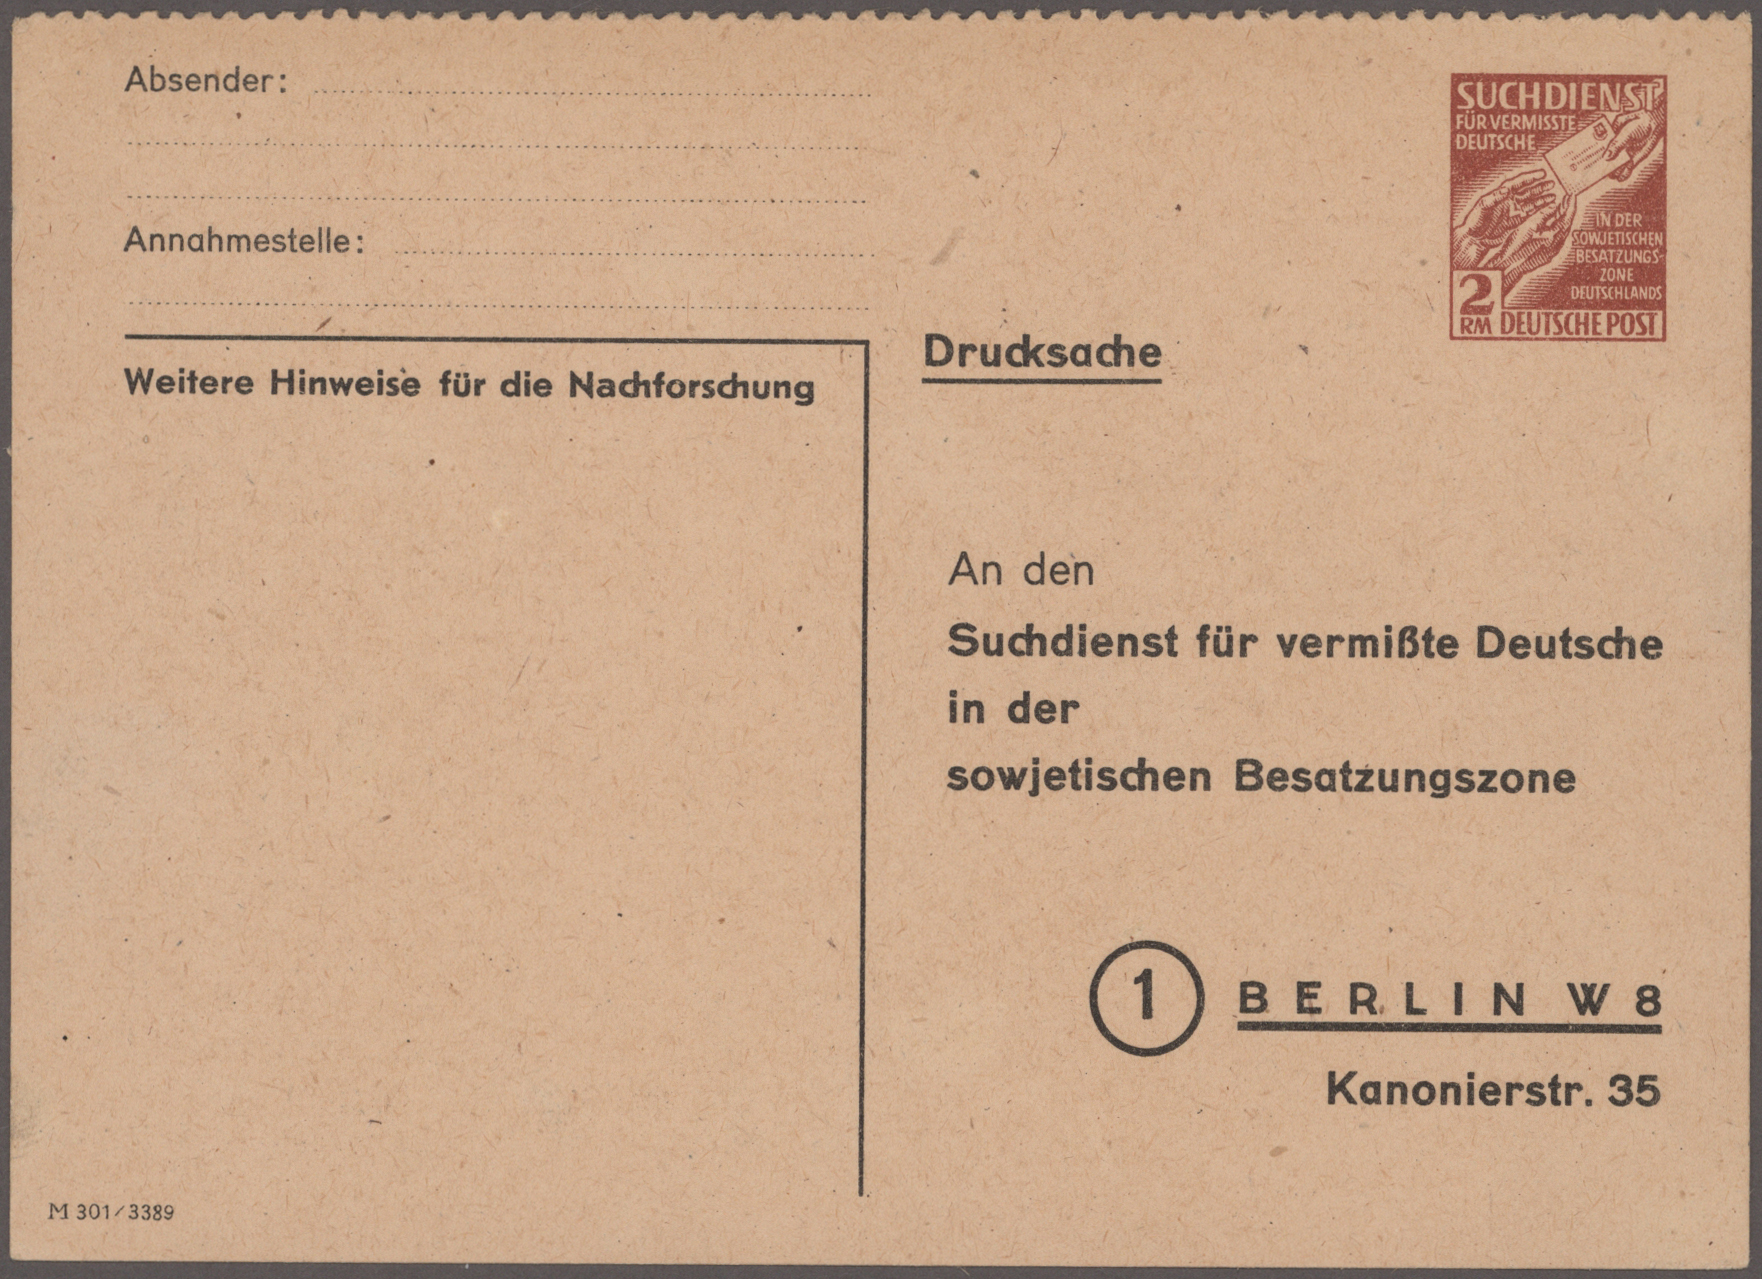 Absender:
Annahmestelle:
Weitere Hinweise für die Nachforschung
SUCHDIENST
FÜR VERMISSTE
DEUTSCHE
IN DER
SOWJETISCHEN
BESATZUNGS-
ZONE
DEUTSCHLANDS
2
RM DEUTSCHE POST
Drucksache
An den
Suchdienst für vermißte Deutsche
in der
sowjetischen Besatzungszone
1 BERLIN W 8
Kanonierstr. 35
M 301/3389